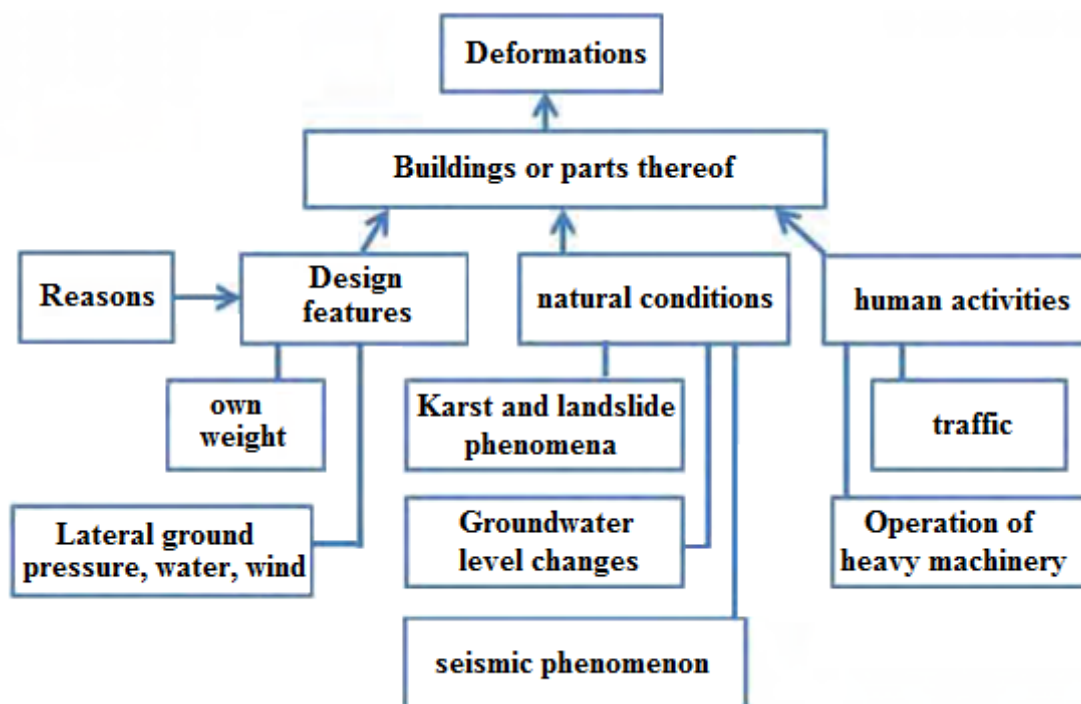 Deformations
Buildings or parts thereof
Reasons
Design
features
natural conditions
human activities
own
weight
Karst and landslide
phenomena
traffic
Lateral ground
pressure, water, wind
Groundwater
level changes
Operation of
heavy machinery
seismic phenomenon